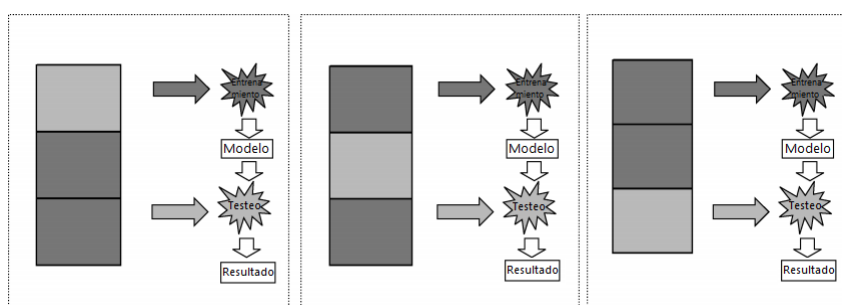 Entrena
miento
Modelo
Testeo
Resultado
Entrena
miento
Modelo
Testeo
Resultado
Entrena
miento
Modelo
Testeo
Resultado